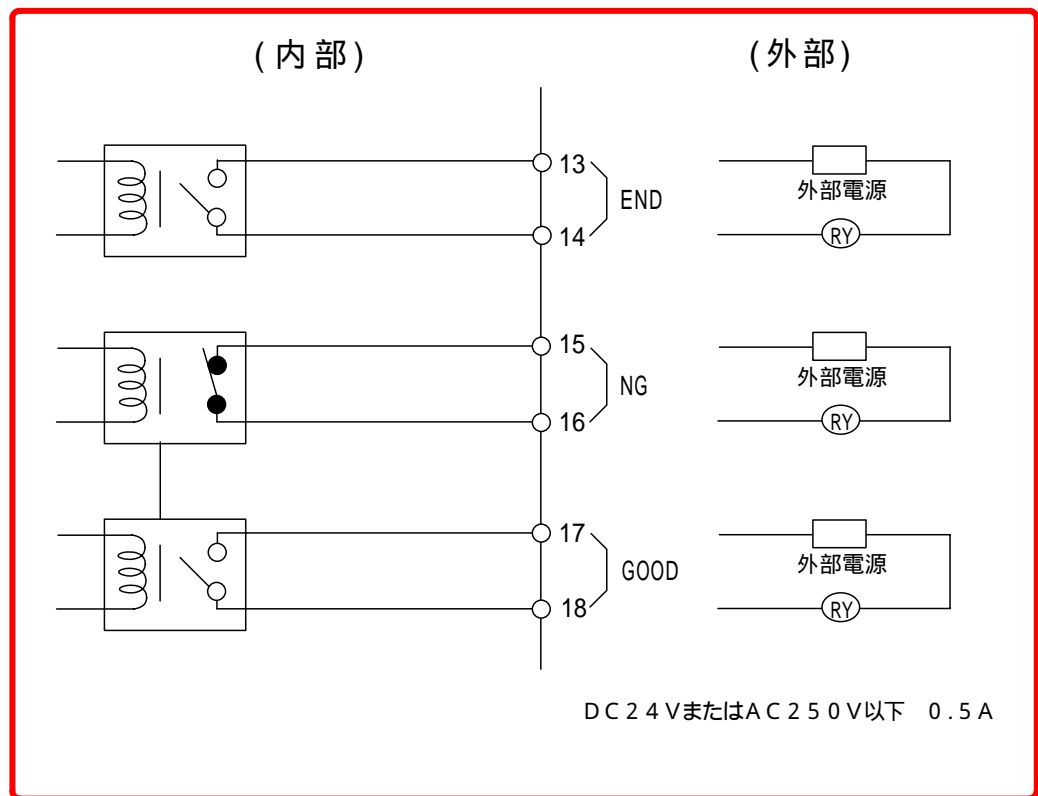 (内部)
(外部)
13
END
14
外部電源
RY
15
NG
16
外部電源
RY
17
GOOD
18
外部電源
RY
DC24VまたはAC250V以下 0.5A